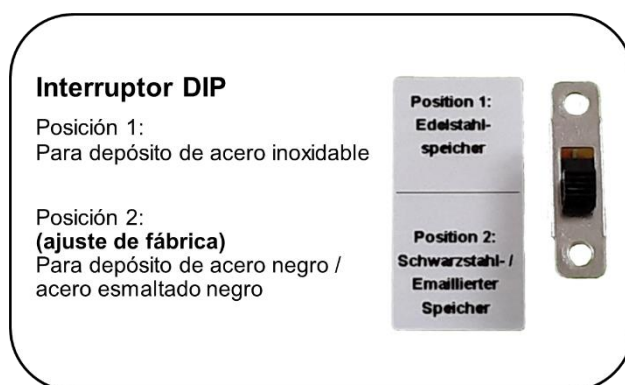 Interruptor DIP
Posición 1:
Para depósito de acero inoxidable
Posición 2:
(ajuste de fábrica)
Para depósito de acero negro /
acero esmaltado negro
Position 1:
Edelstahl-
speicher
Position 2:
Schwarzstahl- /
Emaillierter
Speicher